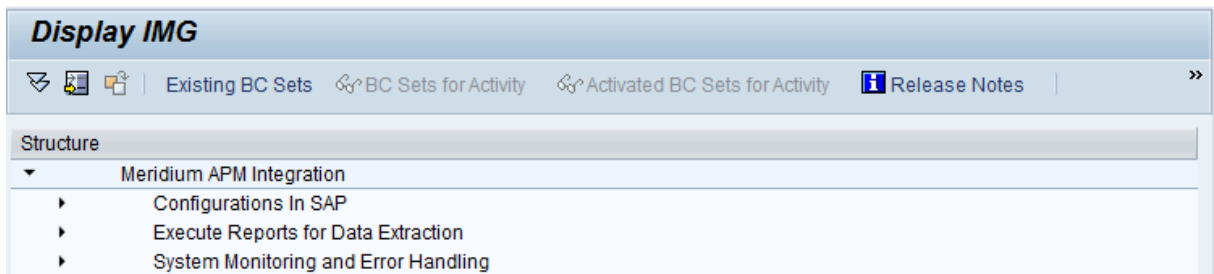 Display IMG
Existing BC Sets BC Sets for Activity Activated BC Sets for Activity Release Notes
Structure
Meridium APM Integration
Configurations In SAP
Execute Reports for Data Extraction
System Monitoring and Error Handling